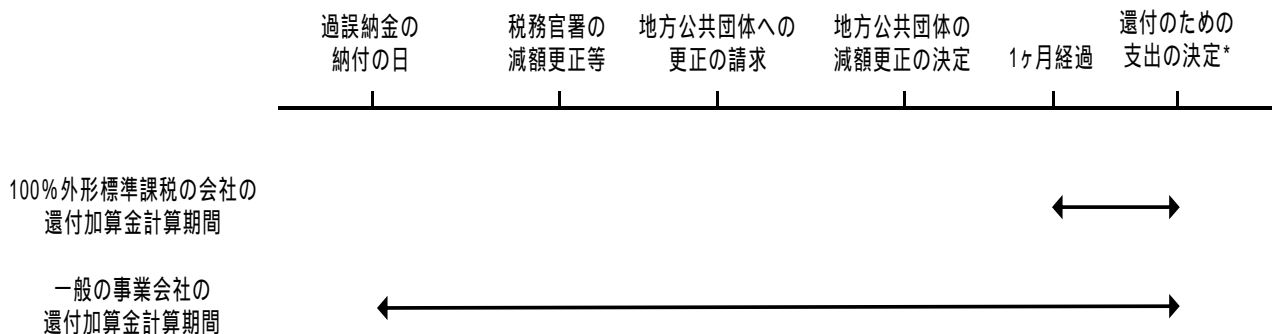 過誤納金の
納付の日
税務官署の
減額更正等
地方公共団体への
更正の請求
地方公共団体の
減額更正の決定
1ヶ月経過
還付のための
支出の決定*
100%外形標準課税の会社の
還付加算金計算期間
一般の事業会社の
還付加算金計算期間